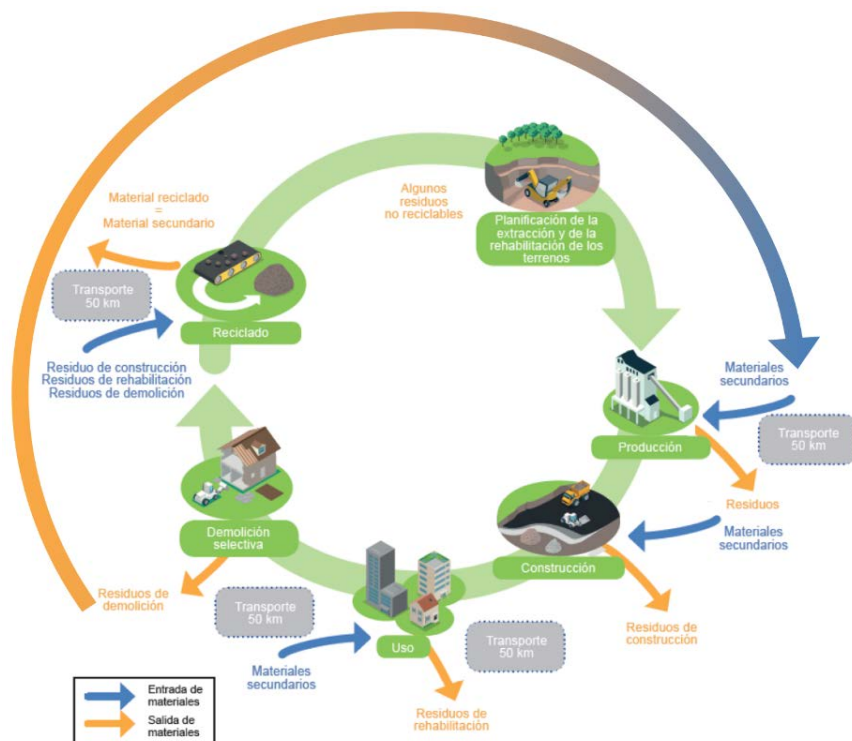 Material reciclado
=
Material secundario
Algunos
residuos
no reciclables
Planificación de la
extracción y de la
rehabilitación de los
terrenos
Transporte
50 km
Reciclado
Residuo de construcción
Residuos de rehabilitación
Residuos de demolición
Materiales
secundarios
Producción
Transporte
50 km
Residuos
Materiales
secundarios
Construcción
Residuos de
construcción
Demolición
selectiva
Residuos de
demolición
Transporte
50 km
Uso
Transporte
50 km
Materiales
secundarios
Residuos de
rehabilitación
Entrada de
materiales
Salida de
materiales